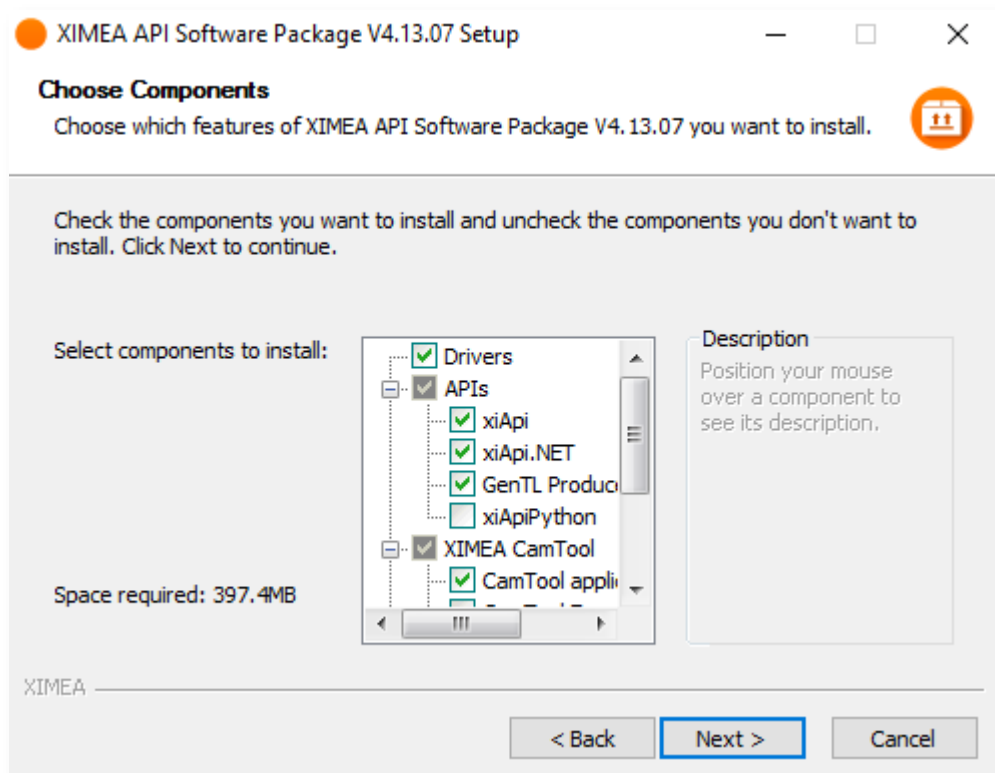 XIMEA API Software Package V4.13.07 Setup
Choose Components
Choose which features of XIMEA API Software Package V4.13.07 you want to install.
Check the components you want to install and uncheck the components you don't want to
install. Click Next to continue.
Select components to install:
Drivers
APIs
xiApi
xiApi.NET
GenTL Produc
xiApiPython
XIMEA CamTool
CamTool appli
Description
Position your mouse
over a component to
see its description.
Space required: 397.4MB
XIMEA
< Back
Next >
Cancel